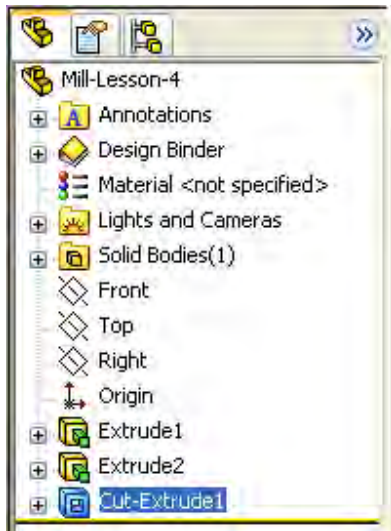 Mill-Lesson-4
Annotations
Design Binder
Material <not specified>
Lights and Cameras
Solid Bodies(1)
Front
Top
Right
Origin
Extrude1
Extrude2
Cut-Extrude1